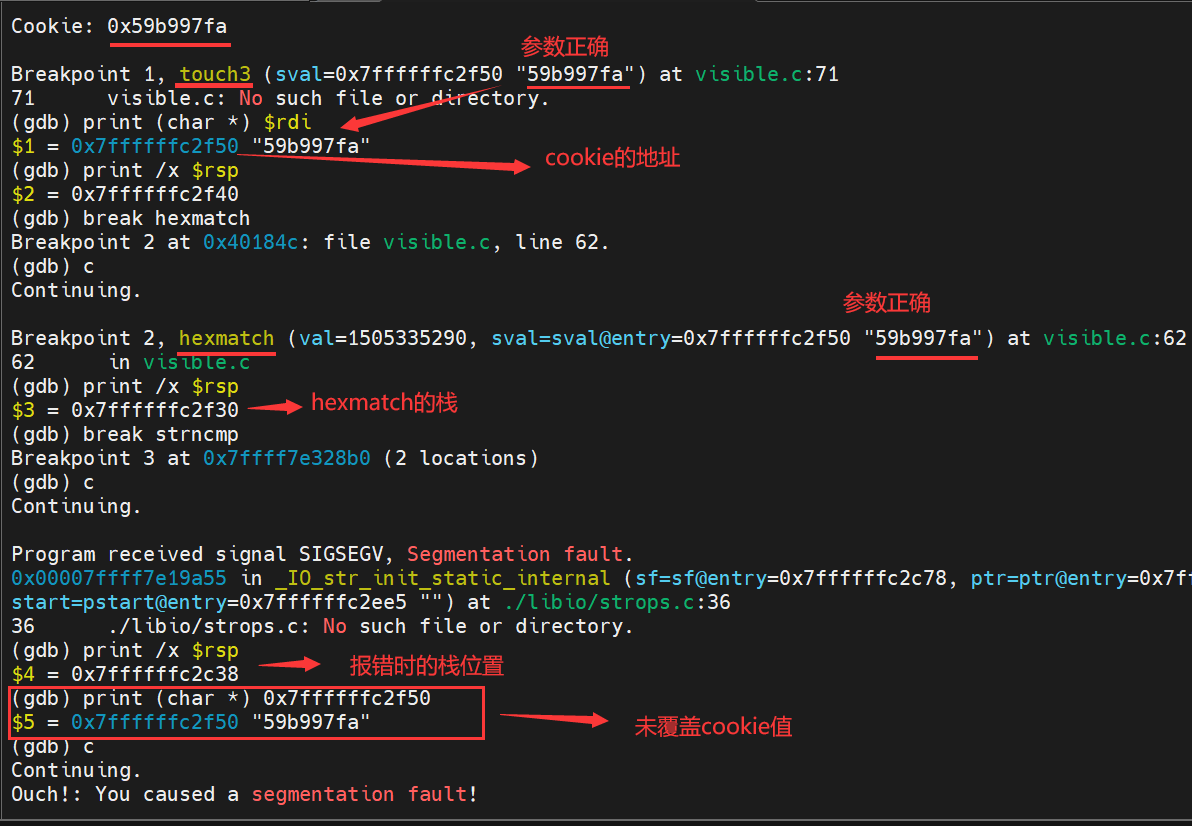 Cookie: 0x59b997fa
参数正确
Breakpoint 1, touch3 (sval=0x7ffffffc2f50 "59b997fa") at visible.c:71
71      visible.c: No such file or directory.
(gdb) print (char *) $rdi
$1 = 0x7ffffffc2f50 "59b997fa"
cookie的地址
(gdb) print /x $rsp
$2 = 0x7ffffffc2f40
(gdb) break hexmatch
Breakpoint 2 at 0x40184c: file visible.c, line 62.
(gdb) c
Continuing.
参数正确
Breakpoint 2, hexmatch (val=1505335290, sval=sval@entry=0x7ffffffc2f50 "59b997fa") at visible.c:62
62      in visible.c
(gdb) print /x $rsp
$3 = 0x7ffffffc2f30
hexmatch的栈
(gdb) break strncmp
Breakpoint 3 at 0x7ffff7e328b0 (2 locations)
(gdb) c
Continuing.
Program received signal SIGSEGV, Segmentation fault.
0x00007ffff7e19a55 in _IO_str_init_static_internal (sf=sf@entry=0x7ffffffc2c78, ptr=ptr@entry=0x7ff
start=pstart@entry=0x7ffffffc2ee5 "") at ./libio/strops.c:36
36      ./libio/strops.c: No such file or directory.
(gdb) print /x $rsp
报错时的栈位置
$4 = 0x7ffffffc2c38
(gdb) print (char *) 0x7ffffffc2f50
$5 = 0x7ffffffc2f50 "59b997fa"
未覆盖cookie值
(gdb) c
Continuing.
Ouch!: You caused a segmentation fault!